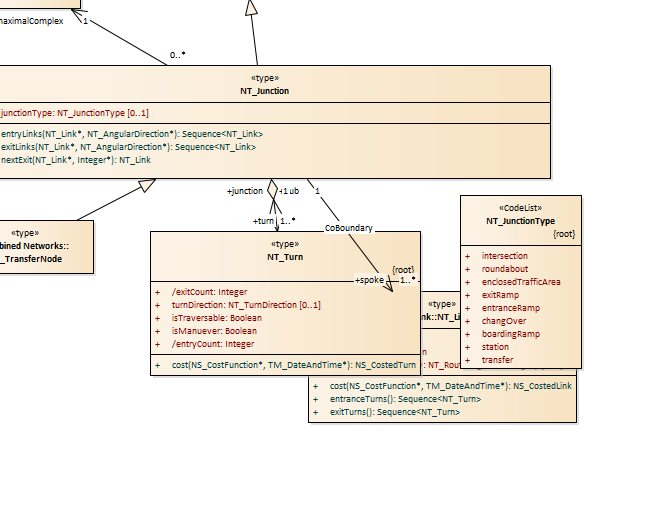 maximalComplex
1
0..*
«type»
NT_Junction
junctionType: NT_JunctionType [0..1]
entryLinks(NT_Link*, NT_AngularDirection*): Sequence<NT_Link>
exitLinks(NT_Link*, NT_AngularDirection*): Sequence<NT_Link>
nextExit(NT_Link*, Integer*): NT_Link
+junction
1
1
+turn
1..*
CoBoundary
+spoke
1..*
«type»
bined Networks::
_TransferNode
«type»
NT_Turn
{root}
+ /exitCount: Integer
+ turnDirection: NT_TurnDirection [0..1]
+ isTraversable: Boolean
+ isManuever: Boolean
+ /entryCount: Integer
+ cost(NS_CostFunction*, TM_DateAndTime*): NS_CostedTurn
«CodeList»
NT_JunctionType
{root}
+ intersection
+ roundabout
+ enclosedTrafficArea
+ exitRamp
+ entranceRamp
+ changOver
+ boardingRamp
+ station
+ transfer
«type»
nk::NT_Li
: NT_Rou
+ cost(NS_CostFunction*, TM_DateAndTime*): NS_CostedLink
+ entranceTurns(): Sequence<NT_Turn>
+ exitTurns(): Sequence<NT_Turn>